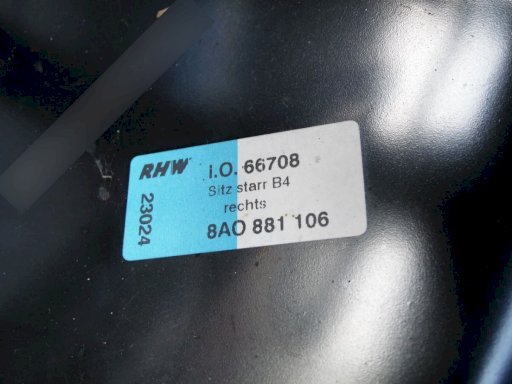 RHW I.O. 66708
Sitz starr B4
rechts
8A0 881 106
23024